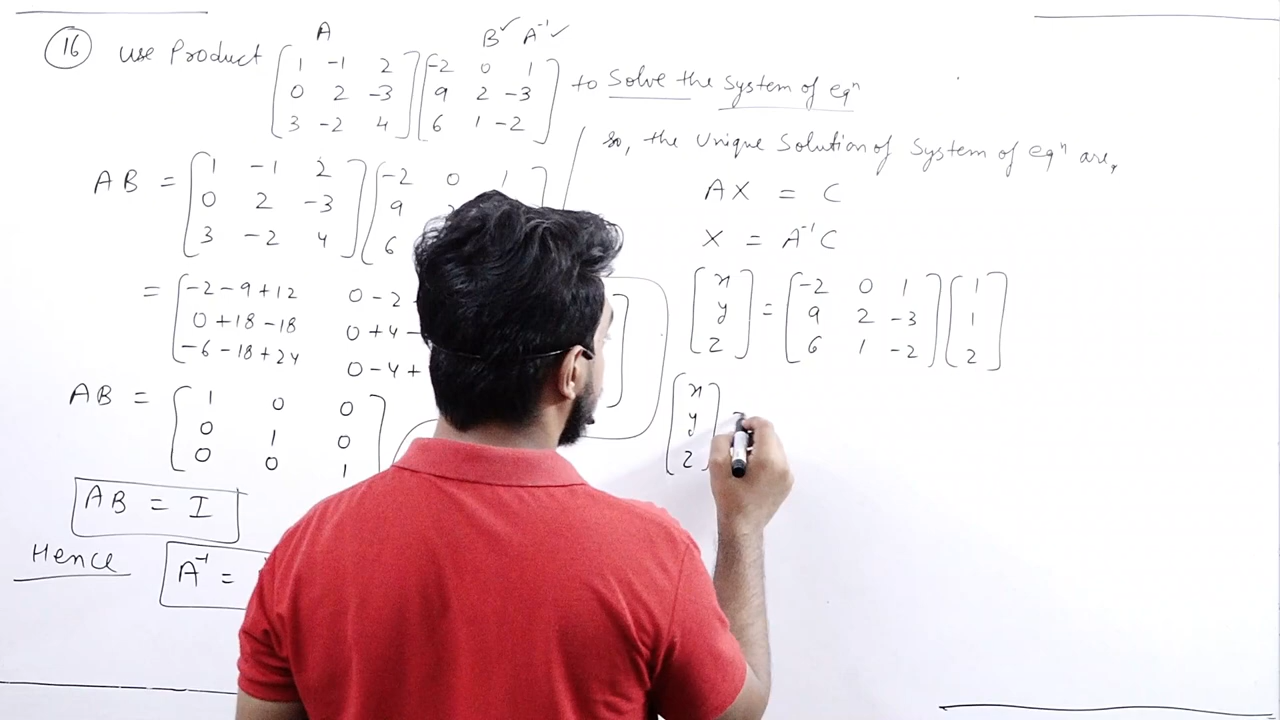 A B✓ A⁻¹✓
16 Use Product [1 -1 2; 0 2 -3; 3 -2 4] [-2 0 1; 9 2 -3; 6 1 -2] to Solve the System of eqⁿ
so, the Unique Solution of System of eqⁿ are,
AB = [1 -1 2; 0 2 -3; 3 -2 4] [-2 0 1; 9; 6
= [-2-9+12 0-2; 0+18-18 0+4-; -6-18+24 0-4+
AB = [1 0 0; 0 1 0; 0 0 1]
AB = I
Hence A⁻¹ =
AX = C
X = A⁻¹C
[x; y; z] = [-2 0 1; 9 2 -3; 6 1 -2] [1; 1; 2]
[x; y; z]